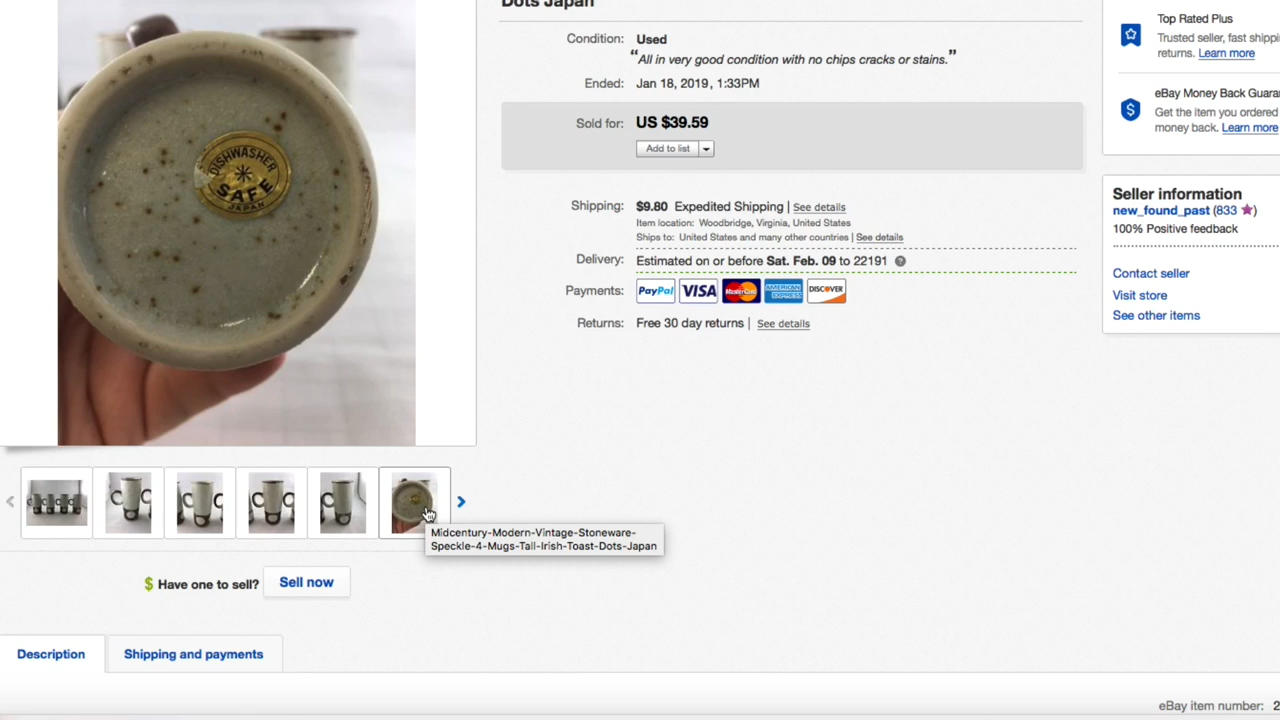 Dots Japan
Condition: Used
“All in very good condition with no chips cracks or stains.”
Ended: Jan 18, 2019, 1:33PM
Sold for: US $39.59
Add to list
Shipping: $9.80 Expedited Shipping | See details
Item location: Woodbridge, Virginia, United States
Ships to: United States and many other countries | See details
Delivery: Estimated on or before Sat. Feb. 09 to 22191 ?
Payments: PayPal VISA MasterCard AMERICAN EXPRESS DISCOVER
Returns: Free 30 day returns | See details
Top Rated Plus
Trusted seller, fast shippi
returns. Learn more
eBay Money Back Guara
Get the item you ordered
money back. Learn more
Seller information
new_found_past (833 ★)
100% Positive feedback
Contact seller
Visit store
See other items
DISHWASHER
SAFE
JAPAN
Midcentury-Modern-Vintage-Stoneware-
Speckle-4-Mugs-Tall-Irish-Toast-Dots-Japan
$ Have one to sell? Sell now
Description
Shipping and payments
eBay item number: 2